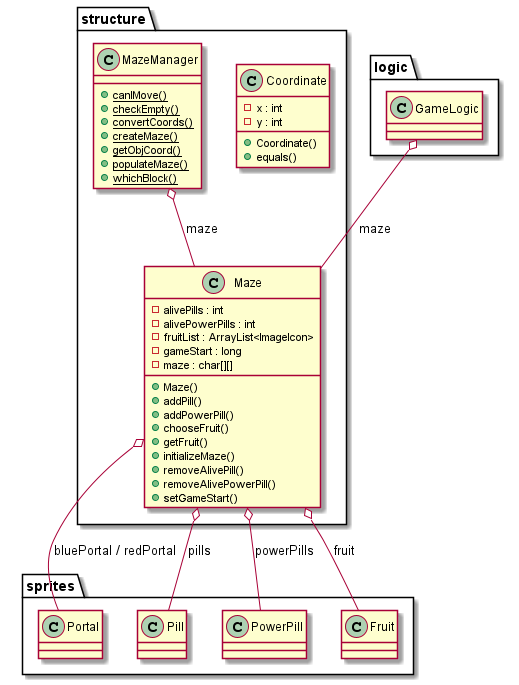 structure
C MazeManager
canIMove()
checkEmpty()
convertCoords()
createMaze()
getObjCoord()
populateMaze()
whichBlock()
C Coordinate
x : int
y : int
Coordinate()
equals()
logic
C GameLogic
maze
maze
C Maze
alivePills : int
alivePowerPills : int
fruitList : ArrayList<ImageIcon>
gameStart : long
maze : char[][]
Maze()
addPill()
addPowerPill()
chooseFruit()
getFruit()
initializeMaze()
removeAlivePill()
removeAlivePowerPill()
setGameStart()
bluePortal / redPortal
pills
powerPills
fruit
sprites
C Portal
C Pill
C PowerPill
C Fruit